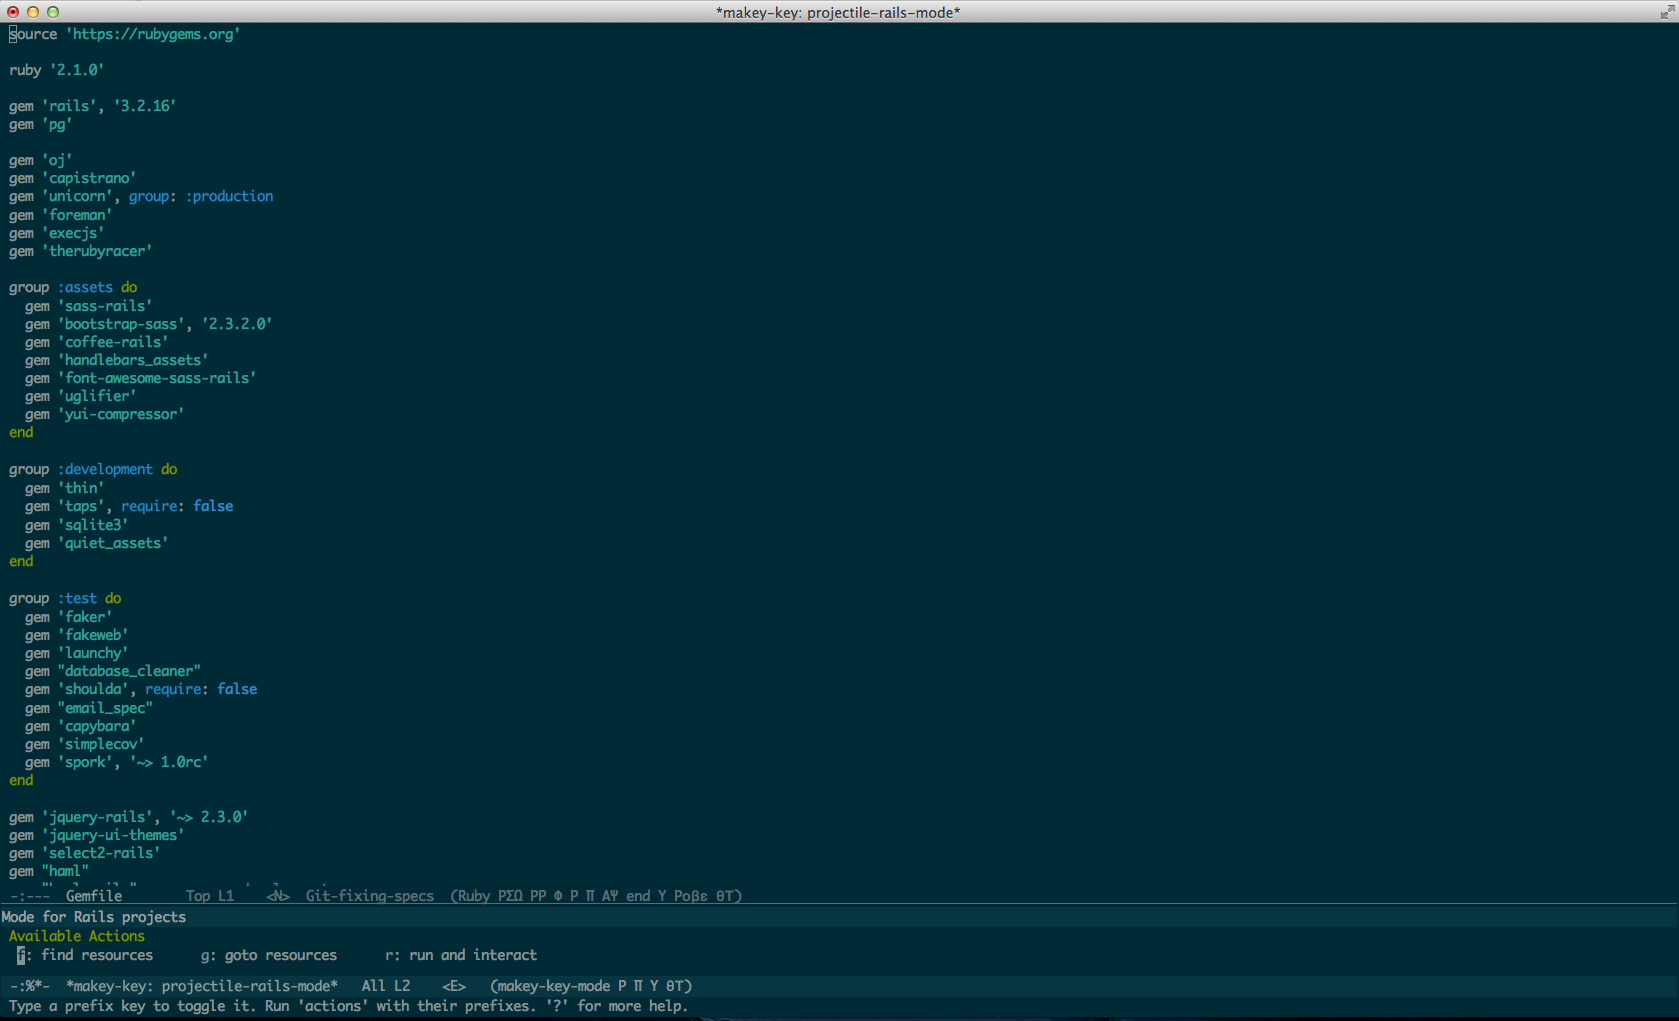 *makey-key: projectile-rails-mode*
source 'https://rubygems.org'
ruby '2.1.0'
gem 'rails', '3.2.16'
gem 'pg'
gem 'oj'
gem 'capistrano'
gem 'unicorn', group: :production
gem 'foreman'
gem 'execjs'
gem 'therubyracer'
group :assets do
  gem 'sass-rails'
  gem 'bootstrap-sass', '2.3.2.0'
  gem 'coffee-rails'
  gem 'handlebars_assets'
  gem 'font-awesome-sass-rails'
  gem 'uglifier'
  gem 'yui-compressor'
end
group :development do
  gem 'thin'
  gem 'taps', require: false
  gem 'sqlite3'
  gem 'quiet_assets'
end
group :test do
  gem 'faker'
  gem 'fakeweb'
  gem 'launchy'
  gem "database_cleaner"
  gem 'shoulda', require: false
  gem "email_spec"
  gem 'capybara'
  gem 'simplecov'
  gem 'spork', '~> 1.0rc'
end
gem 'jquery-rails', '~> 2.3.0'
gem 'jquery-ui-themes'
gem 'select2-rails'
gem "haml"
-:--- Gemfile Top L1 <N> Git-fixing-specs (Ruby PΣΩ PP Φ P Π AΨ end Y Poβε θT)
Mode for Rails projects
Available Actions
f: find resources g: goto resources r: run and interact
-:%*- *makey-key: projectile-rails-mode* All L2 <E> (makey-key-mode P Π Y θT)
Type a prefix key to toggle it. Run 'actions' with their prefixes. '?' for more help.